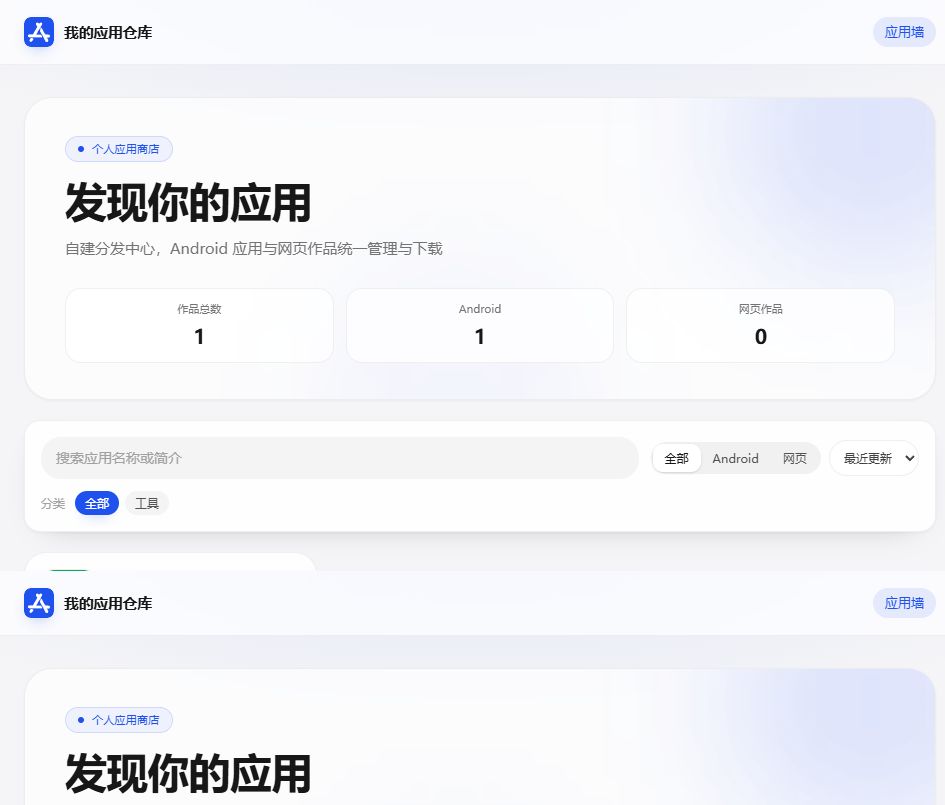 我的应用仓库 应用墙
个人应用商店
发现你的应用
自建分发中心，Android 应用与网页作品统一管理与下载
作品总数 Android 网页作品
1 1 0
搜索应用名称或简介 全部 Android 网页 最近更新
分类 全部 工具
我的应用仓库 应用墙
个人应用商店
发现你的应用